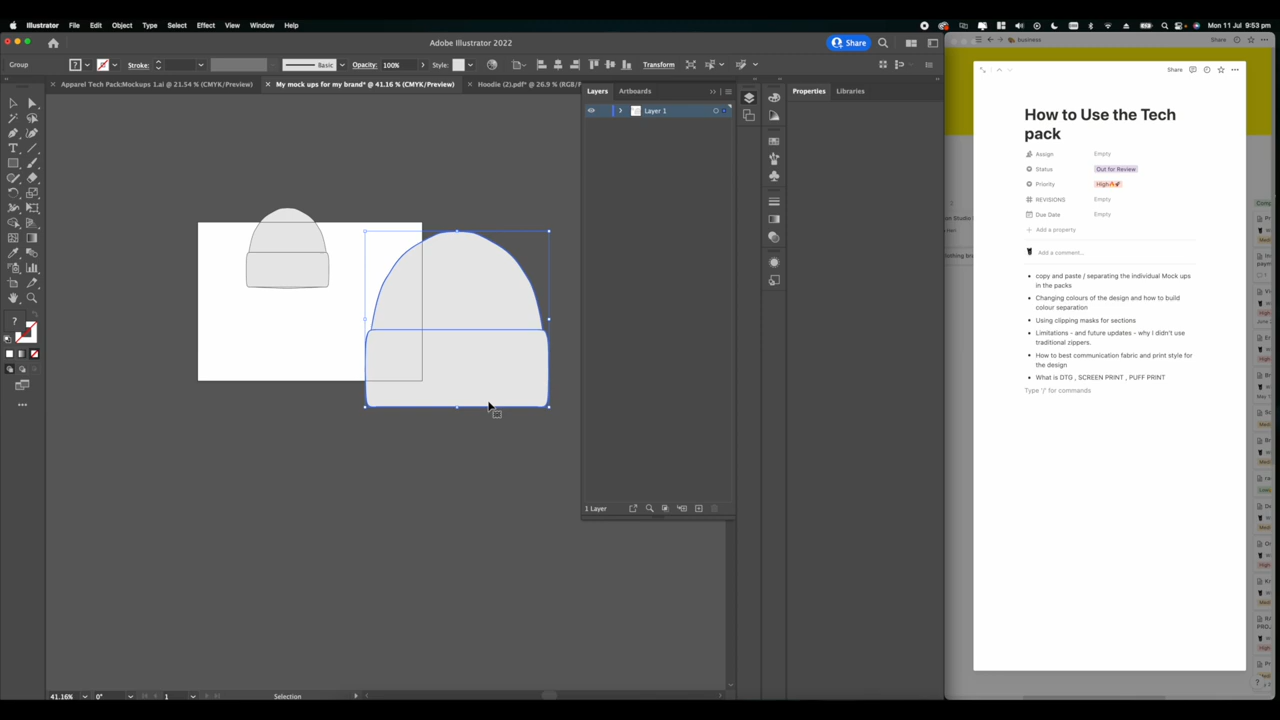 Illustrator File Edit Object Type Select Effect View Window Help
Mon 11 Jul 9:53 pm
Adobe Illustrator 2022
Share
Group
Stroke:
Basic
Opacity:
100%
Style:
Transform
Apparel Tech Pack:Mockups 1.ai @ 21.54 % (CMYK/Preview)
My mock ups for my brand* @ 41.16 % (CMYK/Preview)
Hoodie (2).pdf* @ 26.9 % (RGB/F
Layers
Artboards
Layer 1
Properties
Libraries
1 Layer
41.16%
0°
1
Selection
business
Share
Share
How to Use the Tech
pack
Assign Empty
Status Out for Review
Priority High
REVISIONS Empty
Due Date Empty
Add a property
Add a comment...
copy and paste / separating the individual Mock ups
in the packs
Changing colours of the design and how to build
colour separation
Using clipping masks for sections
Limitations - and future updates - why I didn't use
traditional zippers.
How to best communication fabric and print style for
the design
What is DTG , SCREEN PRINT , PUFF PRINT
Type '/' for commands